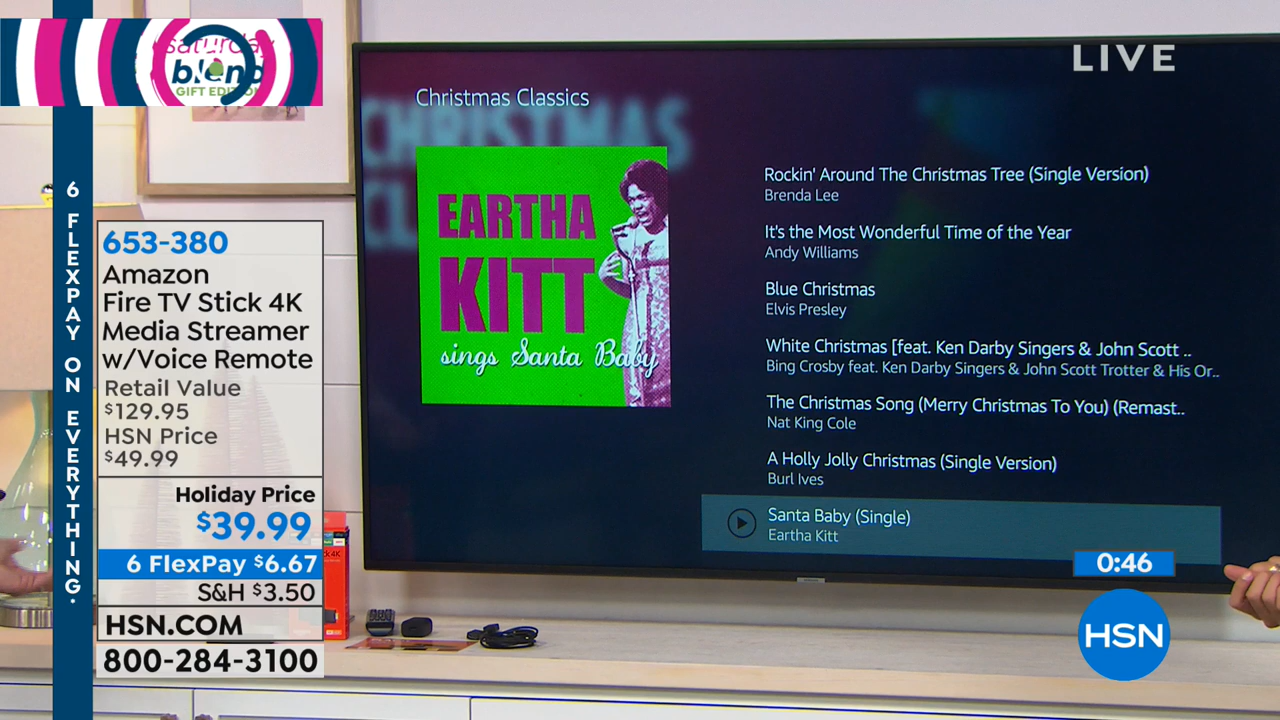 saturday
blend
GIFT EDITION
6 FLEXPAY ON EVERYTHING.
653-380
Amazon
Fire TV Stick 4K
Media Streamer
w/Voice Remote
Retail Value
$129.95
HSN Price
$49.99
Holiday Price
$39.99
6 FlexPay $6.67
S&H $3.50
HSN.COM
800-284-3100
LIVE
Christmas Classics
CHRISTMAS
EARTHA
KITT
sings Santa Baby
Rockin' Around The Christmas Tree (Single Version)
Brenda Lee
It's the Most Wonderful Time of the Year
Andy Williams
Blue Christmas
Elvis Presley
White Christmas [feat. Ken Darby Singers & John Scott ..
Bing Crosby feat. Ken Darby Singers & John Scott Trotter & His Or..
The Christmas Song (Merry Christmas To You) (Remast..
Nat King Cole
A Holly Jolly Christmas (Single Version)
Burl Ives
Santa Baby (Single)
Eartha Kitt
0:46
HSN